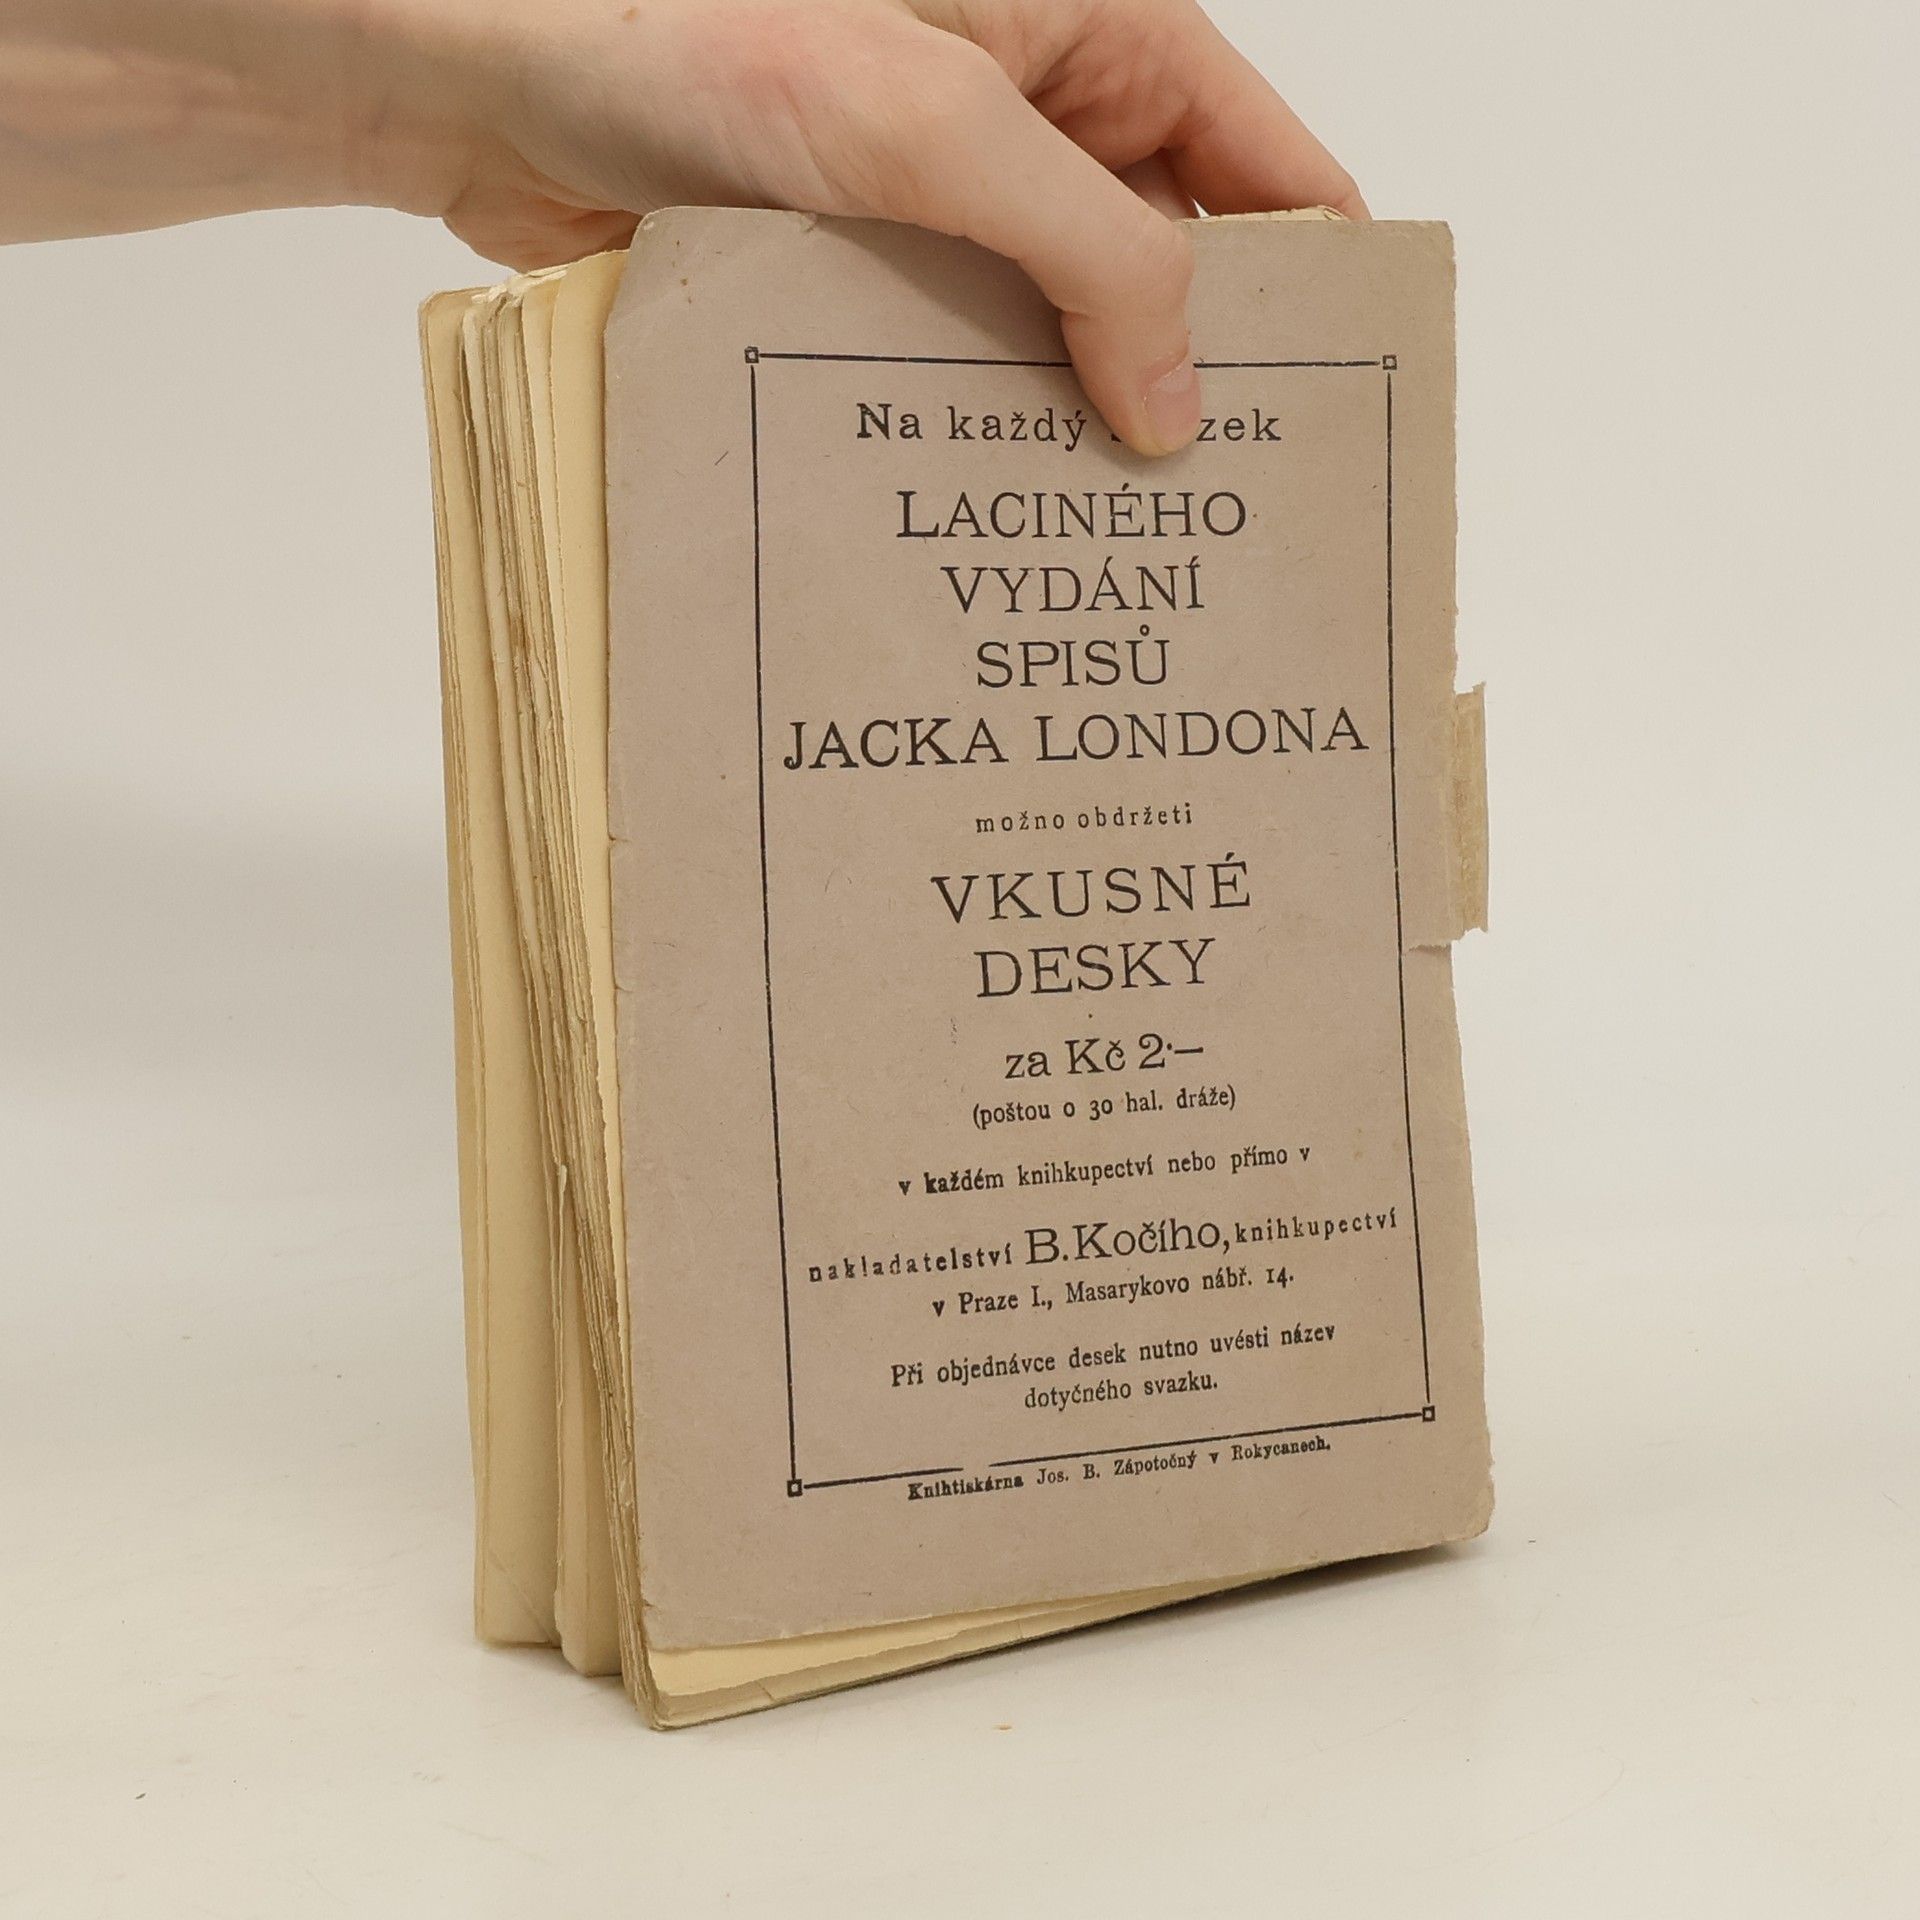 Na každý zek
LACINÉHO
VYDÁNÍ
SPISŮ
JACKA LONDONA
možno obdržeti
VKUSNÉ
DESKY
za Kč 2·—
(poštou o 30 hal. dráže)
v každém knihkupectví nebo přímo v
nakladatelství B. Kočího, knihkupectví
v Praze I., Masarykovo nábř. 14.
Při objednávce desek nutno uvésti název
dotyčného svazku.
Knihtiskárna Jos. B. Zápotočný v Rokycanech.